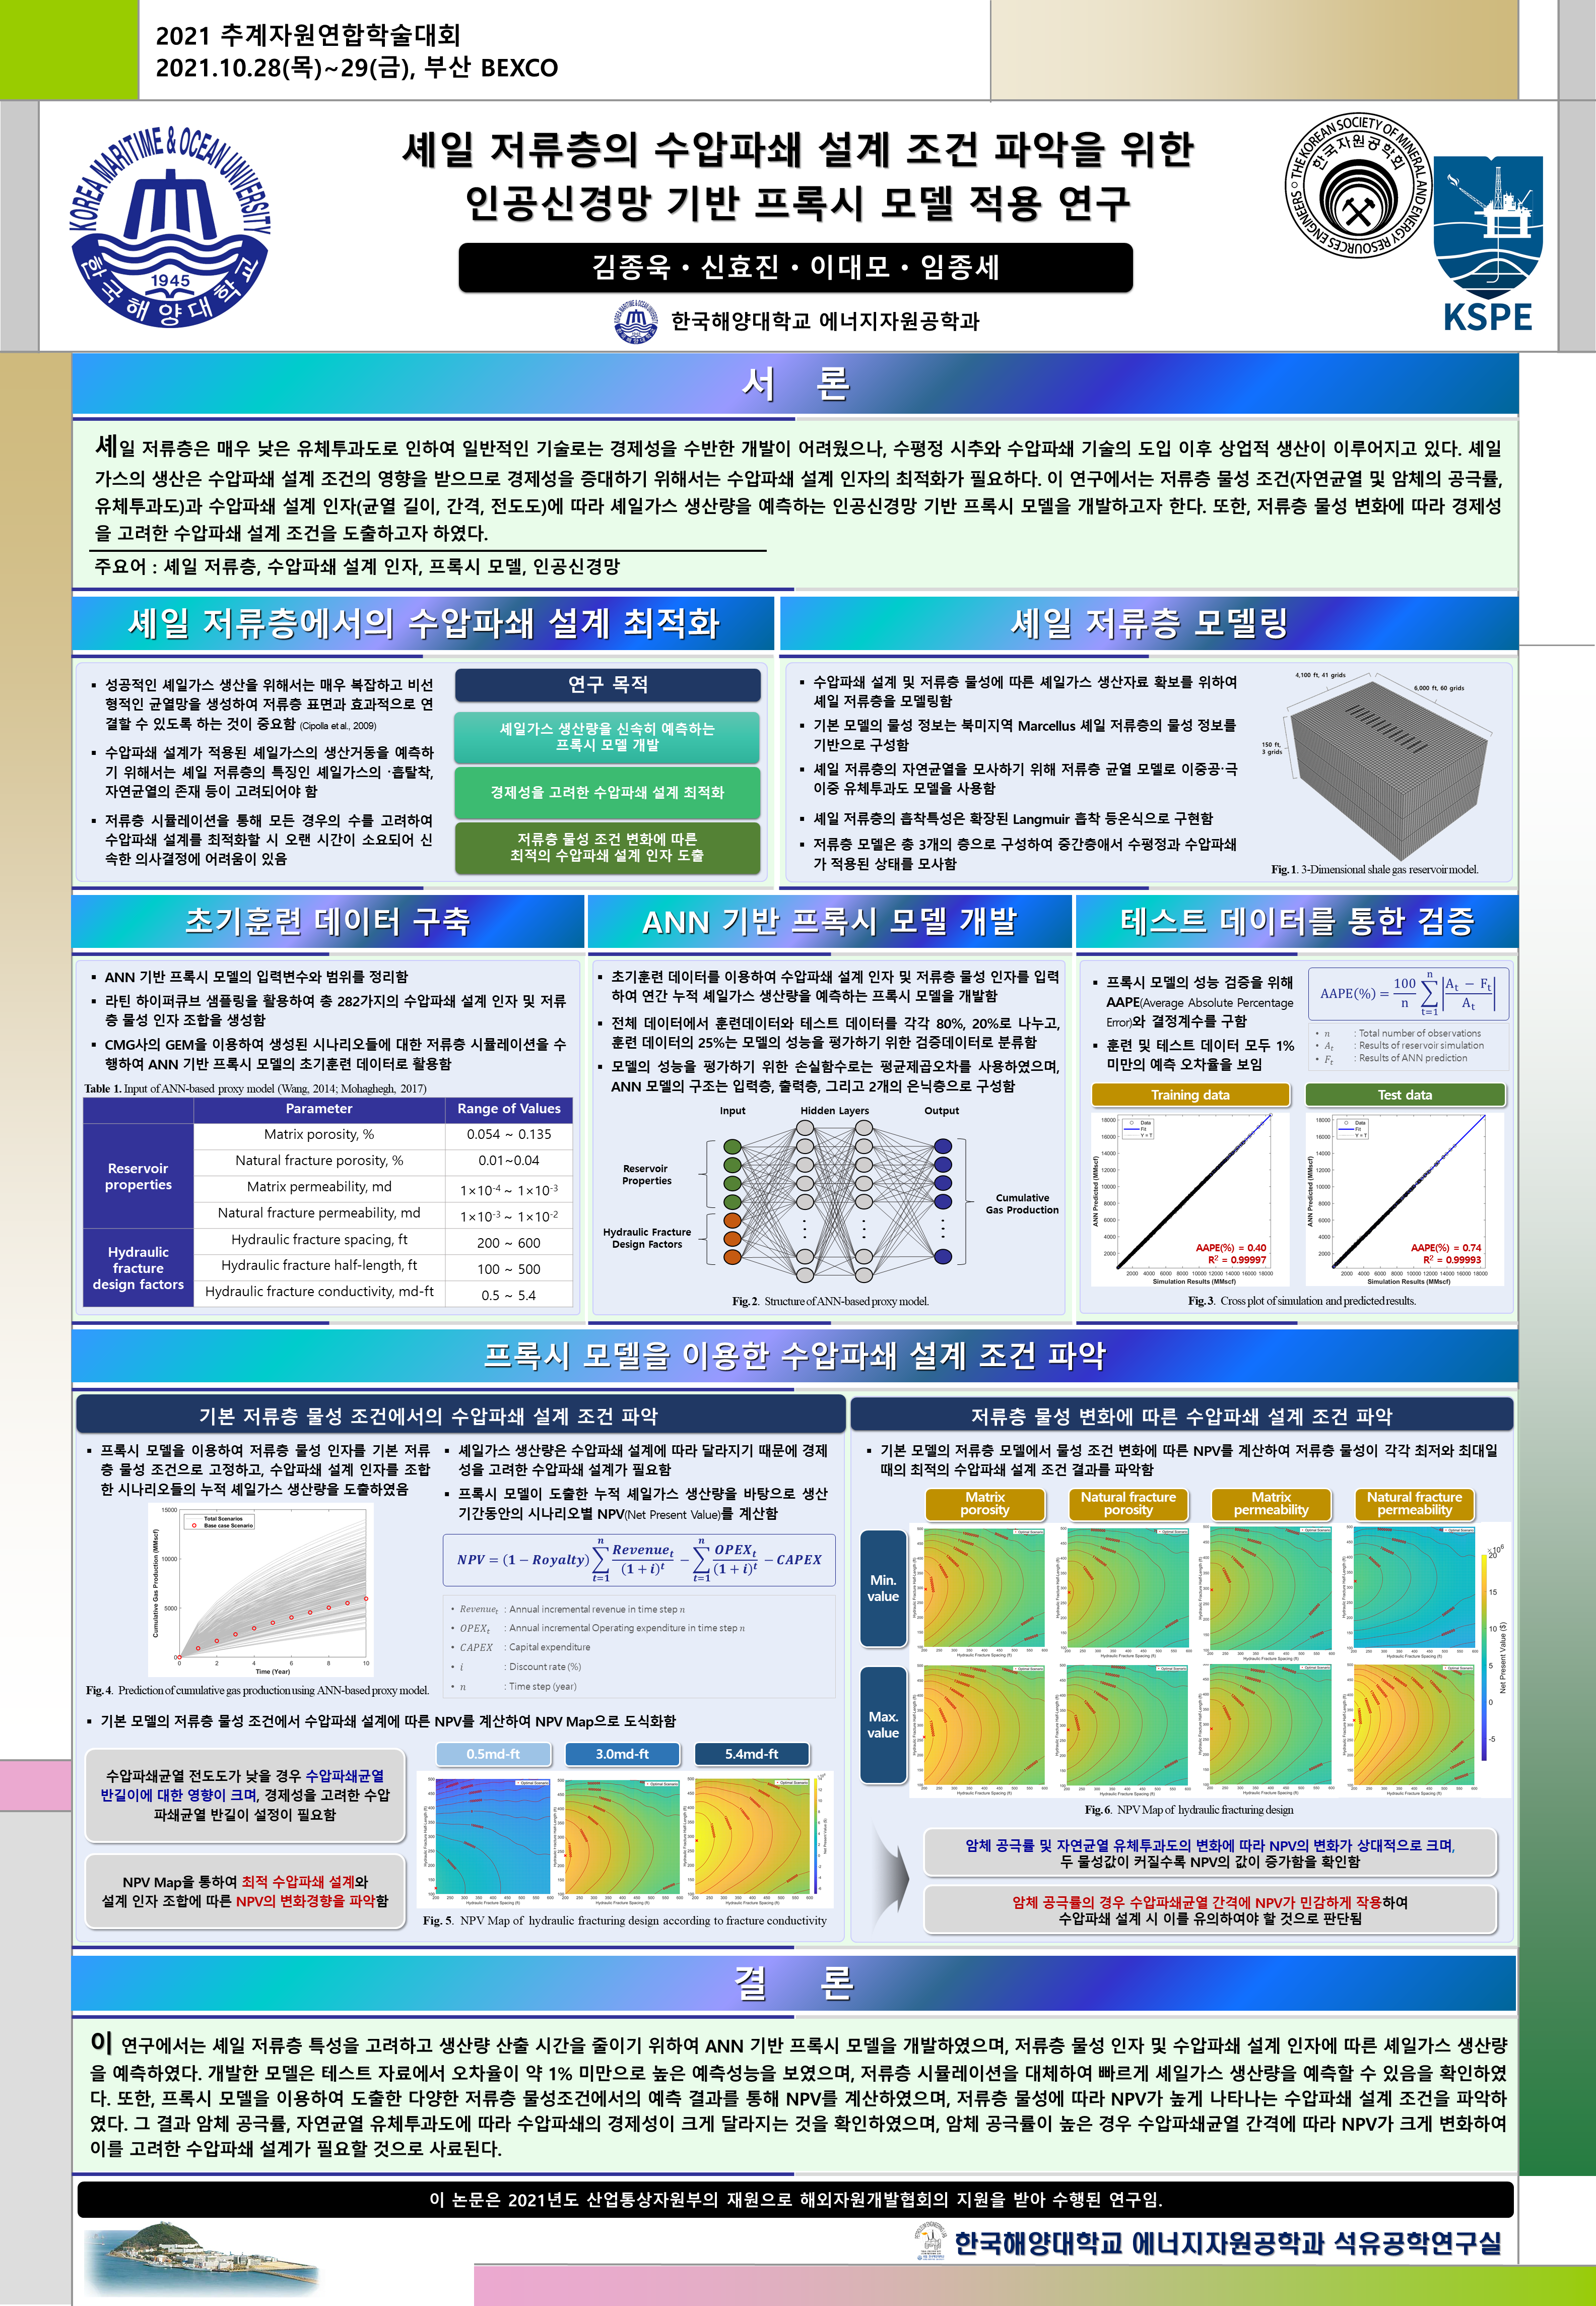 2021 추계자원연합학술대회
2021.10.28(목)~29(금), 부산 BEXCO
KOREA MARITIME & OCEAN UNIVERSITY
1945
한국해양대학교
셰일 저류층의 수압파쇄 설계 조건 파악을 위한
인공신경망 기반 프록시 모델 적용 연구
김종욱 • 신효진 • 이대모 • 임종세
한국해양대학교 에너지자원공학과
THE KOREAN SOCIETY OF MINERAL AND ENERGY RESOURCES ENGINEERS
한국자원공학회
KSPE
서 론
셰일 저류층은 매우 낮은 유체투과도로 인하여 일반적인 기술로는 경제성을 수반한 개발이 어려웠으나, 수평정 시추와 수압파쇄 기술의 도입 이후 상업적 생산이 이루어지고 있다. 셰일
가스의 생산은 수압파쇄 설계 조건의 영향을 받으므로 경제성을 증대하기 위해서는 수압파쇄 설계 인자의 최적화가 필요하다. 이 연구에서는 저류층 물성 조건(자연균열 및 암체의 공극률,
유체투과도)과 수압파쇄 설계 인자(균열 길이, 간격, 전도도)에 따라 셰일가스 생산량을 예측하는 인공신경망 기반 프록시 모델을 개발하고자 한다. 또한, 저류층 물성 변화에 따라 경제성
을 고려한 수압파쇄 설계 조건을 도출하고자 하였다.
주요어 : 셰일 저류층, 수압파쇄 설계 인자, 프록시 모델, 인공신경망
셰일 저류층에서의 수압파쇄 설계 최적화
▪ 성공적인 셰일가스 생산을 위해서는 매우 복잡하고 비선
형적인 균열망을 생성하여 저류층 표면과 효과적으로 연
결할 수 있도록 하는 것이 중요함 (Cipolla et al., 2009)
▪ 수압파쇄 설계가 적용된 셰일가스의 생산거동을 예측하
기 위해서는 셰일 저류층의 특징인 셰일가스의 ·흡탈착,
자연균열의 존재 등이 고려되어야 함
▪ 저류층 시뮬레이션을 통해 모든 경우의 수를 고려하여
수압파쇄 설계를 최적화할 시 오랜 시간이 소요되어 신
속한 의사결정에 어려움이 있음
연구 목적
셰일가스 생산량을 신속히 예측하는
프록시 모델 개발
경제성을 고려한 수압파쇄 설계 최적화
저류층 물성 조건 변화에 따른
최적의 수압파쇄 설계 인자 도출
셰일 저류층 모델링
▪ 수압파쇄 설계 및 저류층 물성에 따른 셰일가스 생산자료 확보를 위하여
셰일 저류층을 모델링함
▪ 기본 모델의 물성 정보는 북미지역 Marcellus 셰일 저류층의 물성 정보를
기반으로 구성함
▪ 셰일 저류층의 자연균열을 모사하기 위해 저류층 균열 모델로 이중공·극
이중 유체투과도 모델을 사용함
▪ 셰일 저류층의 흡착특성은 확장된 Langmuir 흡착 등온식으로 구현함
▪ 저류층 모델은 총 3개의 층으로 구성하여 중간층애서 수평정과 수압파쇄
가 적용된 상태를 모사함
4,100 ft, 41 grids
6,000 ft, 60 grids
150 ft,
3 grids
Fig. 1. 3-Dimensional shale gas reservoir model.
초기훈련 데이터 구축
▪ ANN 기반 프록시 모델의 입력변수와 범위를 정리함
▪ 라틴 하이퍼큐브 샘플링을 활용하여 총 282가지의 수압파쇄 설계 인자 및 저류
층 물성 인자 조합을 생성함
▪ CMG사의 GEM을 이용하여 생성된 시나리오들에 대한 저류층 시뮬레이션을 수
행하여 ANN 기반 프록시 모델의 초기훈련 데이터로 활용함
Table 1. Input of ANN-based proxy model (Wang, 2014; Mohaghegh, 2017)
Parameter Range of Values
Reservoir properties
Matrix porosity, % 0.054 ~ 0.135
Natural fracture porosity, % 0.01~0.04
Matrix permeability, md 1×10-4 ~ 1×10-3
Natural fracture permeability, md 1×10-3 ~ 1×10-2
Hydraulic fracture design factors
Hydraulic fracture spacing, ft 200 ~ 600
Hydraulic fracture half-length, ft 100 ~ 500
Hydraulic fracture conductivity, md-ft 0.5 ~ 5.4
ANN 기반 프록시 모델 개발
▪ 초기훈련 데이터를 이용하여 수압파쇄 설계 인자 및 저류층 물성 인자를 입력
하여 연간 누적 셰일가스 생산량을 예측하는 프록시 모델을 개발함
▪ 전체 데이터에서 훈련데이터와 테스트 데이터를 각각 80%, 20%로 나누고,
훈련 데이터의 25%는 모델의 성능을 평가하기 위한 검증데이터로 분류함
▪ 모델의 성능을 평가하기 위한 손실함수로는 평균제곱오차를 사용하였으며,
ANN 모델의 구조는 입력층, 출력층, 그리고 2개의 은닉층으로 구성함
Input Hidden Layers Output
Reservoir
Properties
Hydraulic Fracture
Design Factors
Cumulative
Gas Production
Fig. 2. Structure of ANN-based proxy model.
테스트 데이터를 통한 검증
▪ 프록시 모델의 성능 검증을 위해
AAPE(Average Absolute Percentage
Error)와 결정계수를 구함
▪ 훈련 및 테스트 데이터 모두 1%
미만의 예측 오차율을 보임
AAPE(%) = 100/n ∑ t=1 n |At − Ft / At|
• n : Total number of observations
• At : Results of reservoir simulation
• Ft : Results of ANN prediction
Training data
Test data
Data
Fit
Y = T
ANN Predicted (MMscf)
AAPE(%) = 0.40
R2 = 0.99997
Simulation Results (MMscf)
Data
Fit
Y = T
ANN Predicted (MMscf)
AAPE(%) = 0.74
R2 = 0.99993
Simulation Results (MMscf)
Fig. 3. Cross plot of simulation and predicted results.
프록시 모델을 이용한 수압파쇄 설계 조건 파악
기본 저류층 물성 조건에서의 수압파쇄 설계 조건 파악
▪ 프록시 모델을 이용하여 저류층 물성 인자를 기본 저류
층 물성 조건으로 고정하고, 수압파쇄 설계 인자를 조합
한 시나리오들의 누적 셰일가스 생산량을 도출하였음
Total Scenarios
Base case Scenario
Cumulative Gas Production (MMscf)
15000
10000
5000
0
0 2 4 6 8 10
Time (Year)
Fig. 4. Prediction of cumulative gas production using ANN-based proxy model.
▪ 셰일가스 생산량은 수압파쇄 설계에 따라 달라지기 때문에 경제
성을 고려한 수압파쇄 설계가 필요함
▪ 프록시 모델이 도출한 누적 셰일가스 생산량을 바탕으로 생산
기간동안의 시나리오별 NPV(Net Present Value)를 계산함
NPV = (1 − Royalty) ∑ t=1 n Revenuet/(1 + i)t − ∑ t=1 n OPEXt/(1 + i)t − CAPEX
• Revenuet : Annual incremental revenue in time step n
• OPEXt : Annual incremental Operating expenditure in time step n
• CAPEX : Capital expenditure
• i : Discount rate (%)
• n : Time step (year)
▪ 기본 모델의 저류층 물성 조건에서 수압파쇄 설계에 따른 NPV를 계산하여 NPV Map으로 도식화함
수압파쇄균열 전도도가 낮을 경우 수압파쇄균열
반길이에 대한 영향이 크며, 경제성을 고려한 수압
파쇄균열 반길이 설정이 필요함
NPV Map을 통하여 최적 수압파쇄 설계와
설계 인자 조합에 따른 NPV의 변화경향을 파악함
0.5md-ft 3.0md-ft 5.4md-ft
Fig. 5. NPV Map of hydraulic fracturing design according to fracture conductivity
저류층 물성 변화에 따른 수압파쇄 설계 조건 파악
▪ 기본 모델의 저류층 모델에서 물성 조건 변화에 따른 NPV를 계산하여 저류층 물성이 각각 최저와 최대일
때의 최적의 수압파쇄 설계 조건 결과를 파악함
Matrix porosity
Natural fracture porosity
Matrix permeability
Natural fracture permeability
Min. value
Max. value
Hydraulic Fracture Spacing (ft)
Hydraulic Fracture Half-Length (ft)
Net Present Value ($)
×10 6
20
15
10
5
0
-5
Fig. 6. NPV Map of hydraulic fracturing design
암체 공극률 및 자연균열 유체투과도의 변화에 따라 NPV의 변화가 상대적으로 크며,
두 물성값이 커질수록 NPV의 값이 증가함을 확인함
암체 공극률의 경우 수압파쇄균열 간격에 NPV가 민감하게 작용하여
수압파쇄 설계 시 이를 유의하여야 할 것으로 판단됨
결 론
이 연구에서는 셰일 저류층 특성을 고려하고 생산량 산출 시간을 줄이기 위하여 ANN 기반 프록시 모델을 개발하였으며, 저류층 물성 인자 및 수압파쇄 설계 인자에 따른 셰일가스 생산량
을 예측하였다. 개발한 모델은 테스트 자료에서 오차율이 약 1% 미만으로 높은 예측성능을 보였으며, 저류층 시뮬레이션을 대체하여 빠르게 셰일가스 생산량을 예측할 수 있음을 확인하였
다. 또한, 프록시 모델을 이용하여 도출한 다양한 저류층 물성조건에서의 예측 결과를 통해 NPV를 계산하였으며, 저류층 물성에 따라 NPV가 높게 나타나는 수압파쇄 설계 조건을 파악하
였다. 그 결과 암체 공극률, 자연균열 유체투과도에 따라 수압파쇄의 경제성이 크게 달라지는 것을 확인하였으며, 암체 공극률이 높은 경우 수압파쇄균열 간격에 따라 NPV가 크게 변화하여
이를 고려한 수압파쇄 설계가 필요할 것으로 사료된다.
이 논문은 2021년도 산업통상자원부의 재원으로 해외자원개발협회의 지원을 받아 수행된 연구임.
한국해양대학교 에너지자원공학과 석유공학연구실